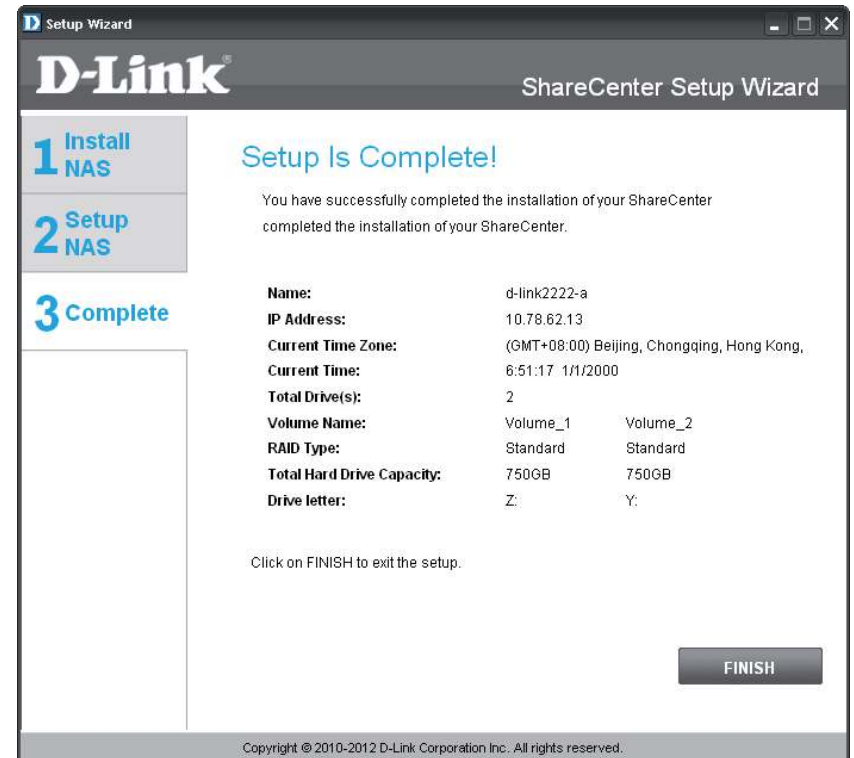 Setup Wizard
D-Link®
ShareCenter Setup Wizard
1 Install NAS
2 Setup NAS
3 Complete
Setup Is Complete!
You have successfully completed the installation of your ShareCenter
completed the installation of your ShareCenter.
Name: d-link2222-a
IP Address: 10.78.62.13
Current Time Zone: (GMT+08:00) Beijing, Chongqing, Hong Kong,
Current Time: 6:51:17 1/1/2000
Total Drive(s): 2
Volume Name: Volume_1 Volume_2
RAID Type: Standard Standard
Total Hard Drive Capacity: 750GB 750GB
Drive letter: Z: Y:
Click on FINISH to exit the setup.
FINISH
Copyright © 2010-2012 D-Link Corporation Inc. All rights reserved.